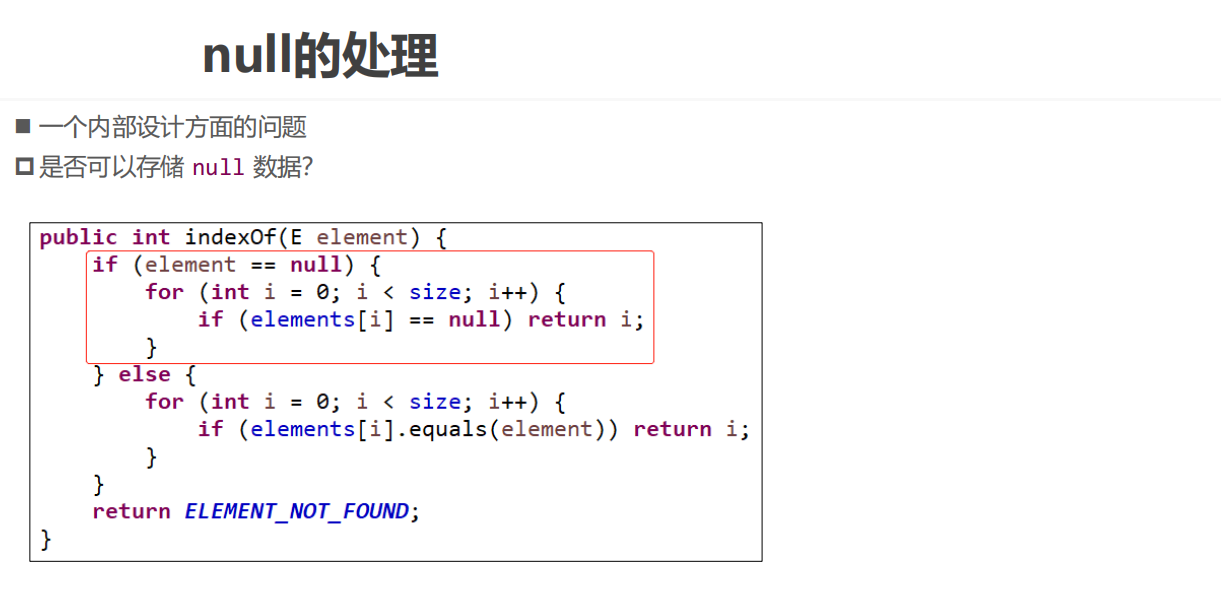 null的处理
一个内部设计方面的问题
是否可以存储 null 数据?
public int indexOf(E element) {
    if (element == null) {
        for (int i = 0; i < size; i++) {
            if (elements[i] == null) return i;
        }
    } else {
        for (int i = 0; i < size; i++) {
            if (elements[i].equals(element)) return i;
        }
    }
    return ELEMENT_NOT_FOUND;
}